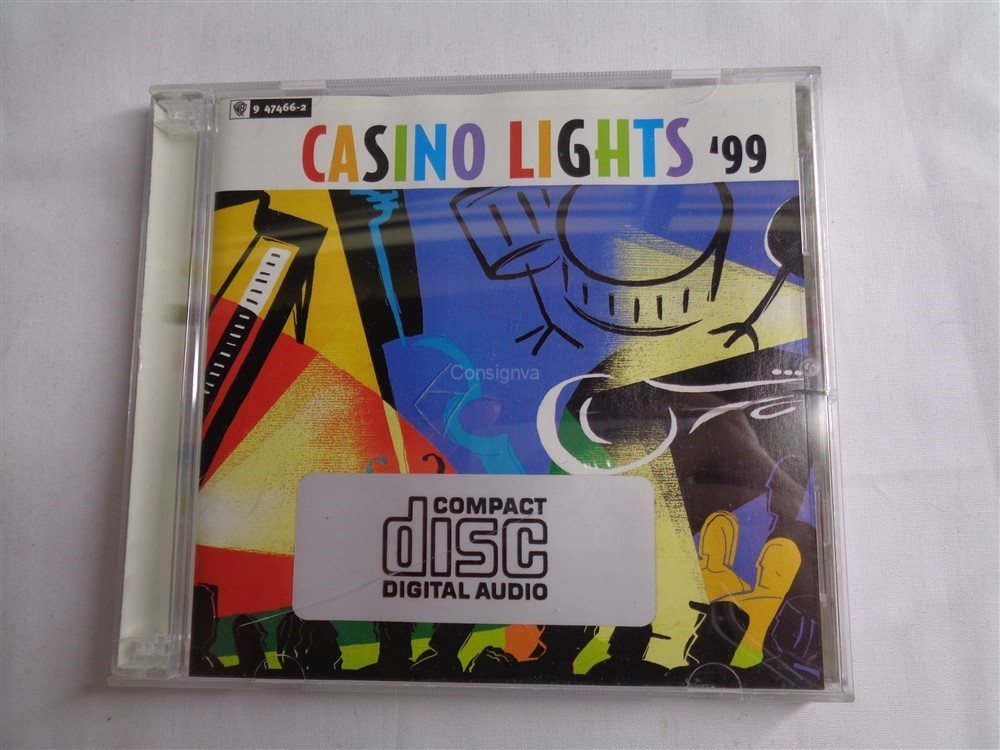 9 47466-2
CASINO LIGHTS '99
Consignva
COMPACT
disc
DIGITAL AUDIO